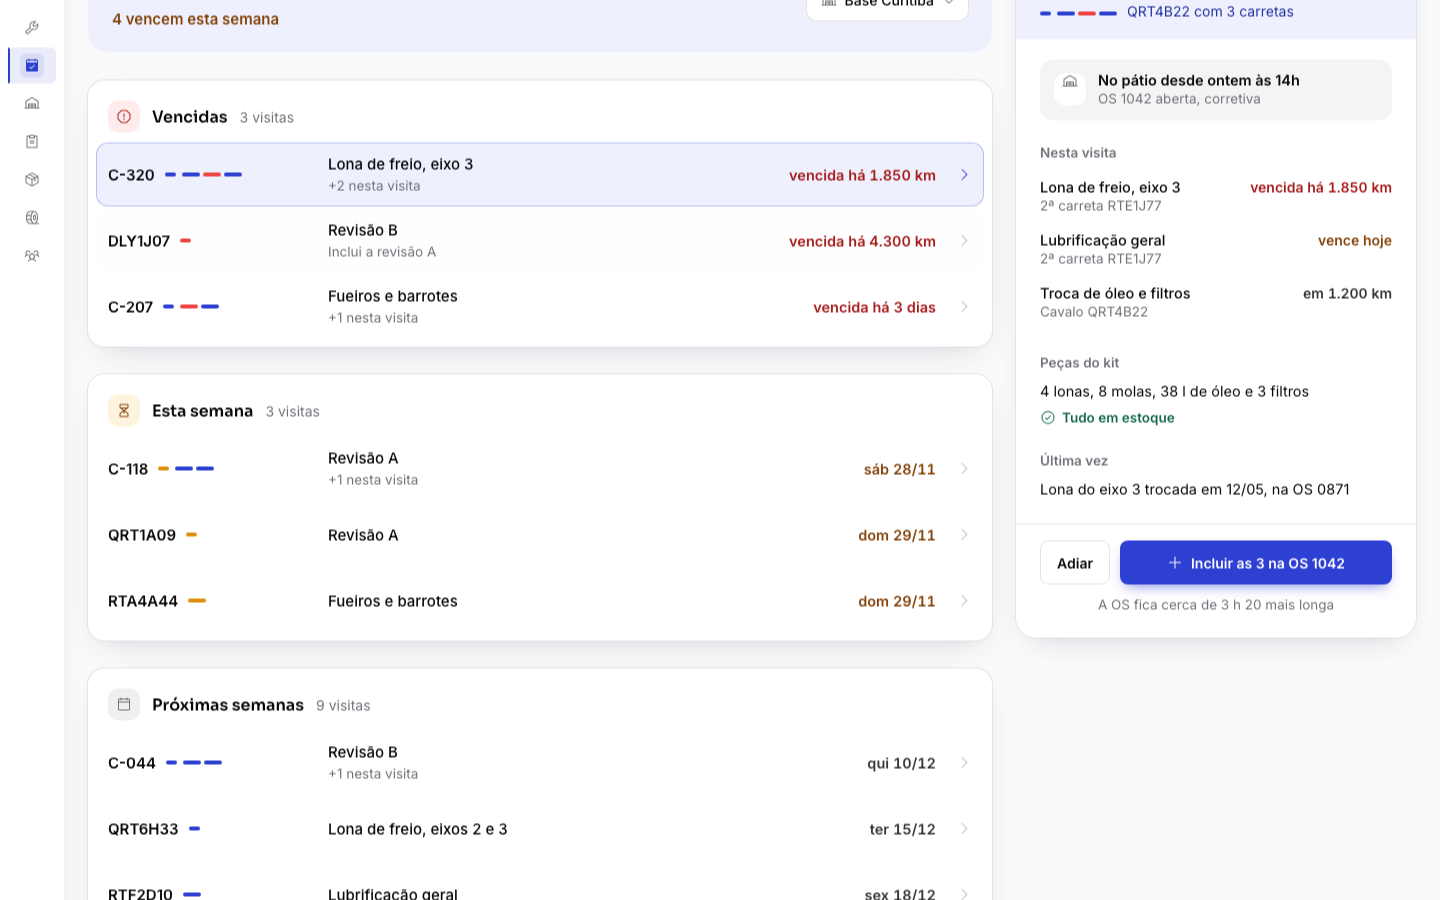 4 vencem esta semana
Base Curitiba
Vencidas 3 visitas
C-320
Lona de freio, eixo 3
+2 nesta visita
vencida há 1.850 km
DLY1J07
Revisão B
Inclui a revisão A
vencida há 4.300 km
C-207
Fueiros e barrotes
+1 nesta visita
vencida há 3 dias
Esta semana 3 visitas
C-118
Revisão A
+1 nesta visita
sáb 28/11
QRT1A09
Revisão A
dom 29/11
RTA4A44
Fueiros e barrotes
dom 29/11
Próximas semanas 9 visitas
C-044
Revisão B
+1 nesta visita
qui 10/12
QRT6H33
Lona de freio, eixos 2 e 3
ter 15/12
RTF2D10
Lubrificação geral
sex 18/12
QRT4B22 com 3 carretas
No pátio desde ontem às 14h
OS 1042 aberta, corretiva
Nesta visita
Lona de freio, eixo 3
vencida há 1.850 km
2ª carreta RTE1J77
Lubrificação geral
vence hoje
2ª carreta RTE1J77
Troca de óleo e filtros
em 1.200 km
Cavalo QRT4B22
Peças do kit
4 lonas, 8 molas, 38 l de óleo e 3 filtros
Tudo em estoque
Última vez
Lona do eixo 3 trocada em 12/05, na OS 0871
Adiar
Incluir as 3 na OS 1042
A OS fica cerca de 3 h 20 mais longa